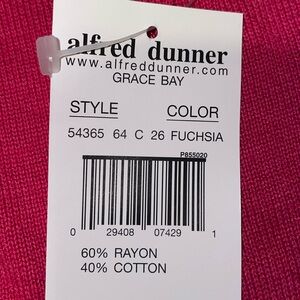 alfred dunner
www.alfreddunner.com
GRACE BAY
STYLE COLOR
54365 64 C 26 FUCHSIA
P855020
0 29408 07429 1
60% RAYON
40% COTTON